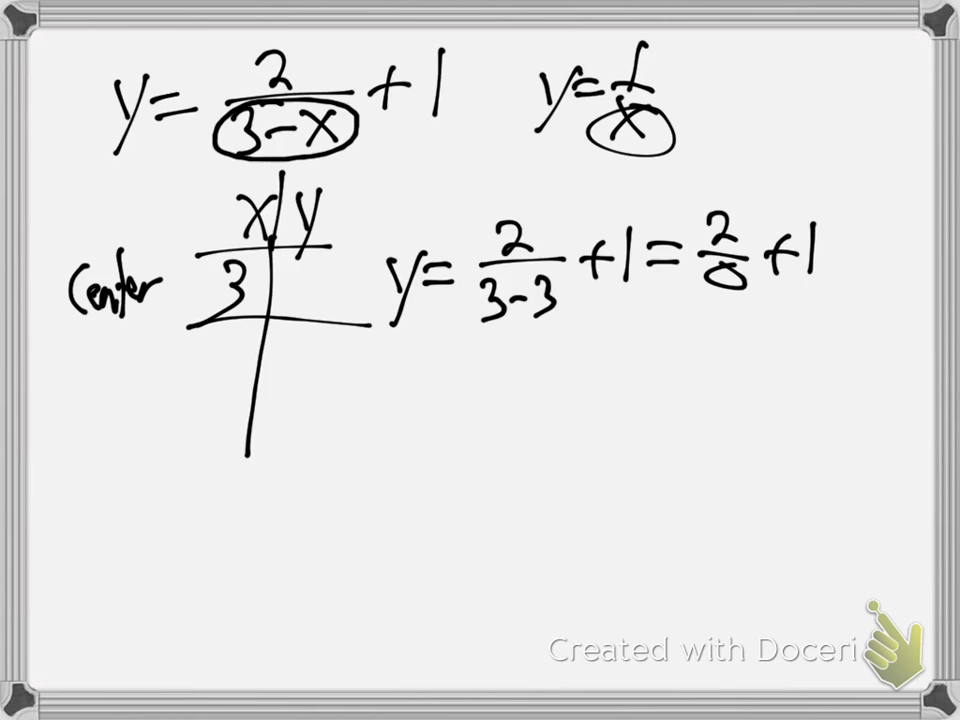 y = 2/(3-x) + 1    y = 1/x
x | y
Center 3    y = 2/(3-3) + 1 = 2/0 + 1
Created with Doceri